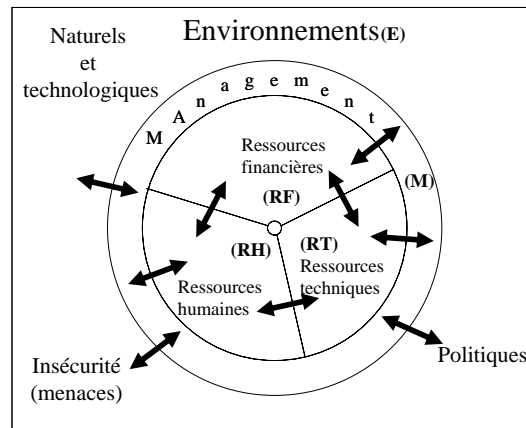 Environnements(E)
Naturels
et
technologiques
MAnagement
(M)
Ressources
financières
(RF)
(RH)
(RT)
Ressources
techniques
Ressources
humaines
Insécurité
(menaces)
Politiques